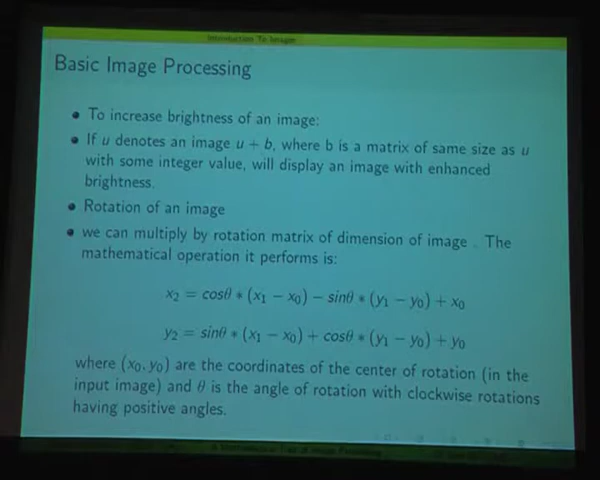 Introduction To Images
Basic Image Processing
To increase brightness of an image:
If u denotes an image u + b, where b is a matrix of same size as u
with some integer value, will display an image with enhanced
brightness.
Rotation of an image
we can multiply by rotation matrix of dimension of image . The
mathematical operation it performs is:
x₂ = cosθ ∗ (x₁ − x₀) − sinθ ∗ (y₁ − y₀) + x₀
y₂ = sinθ ∗ (x₁ − x₀) + cosθ ∗ (y₁ − y₀) + y₀
where (x₀, y₀) are the coordinates of the center of rotation (in the
input image) and θ is the angle of rotation with clockwise rotations
having positive angles.